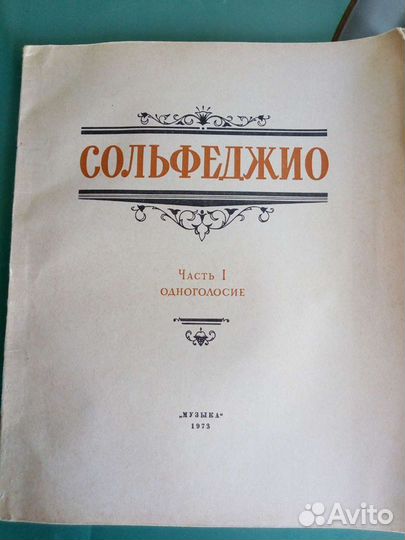 СОЛЬФЕДЖИО
Часть I
ОДНОГОЛОСИЕ
„МУЗЫКА“
1973
Avito